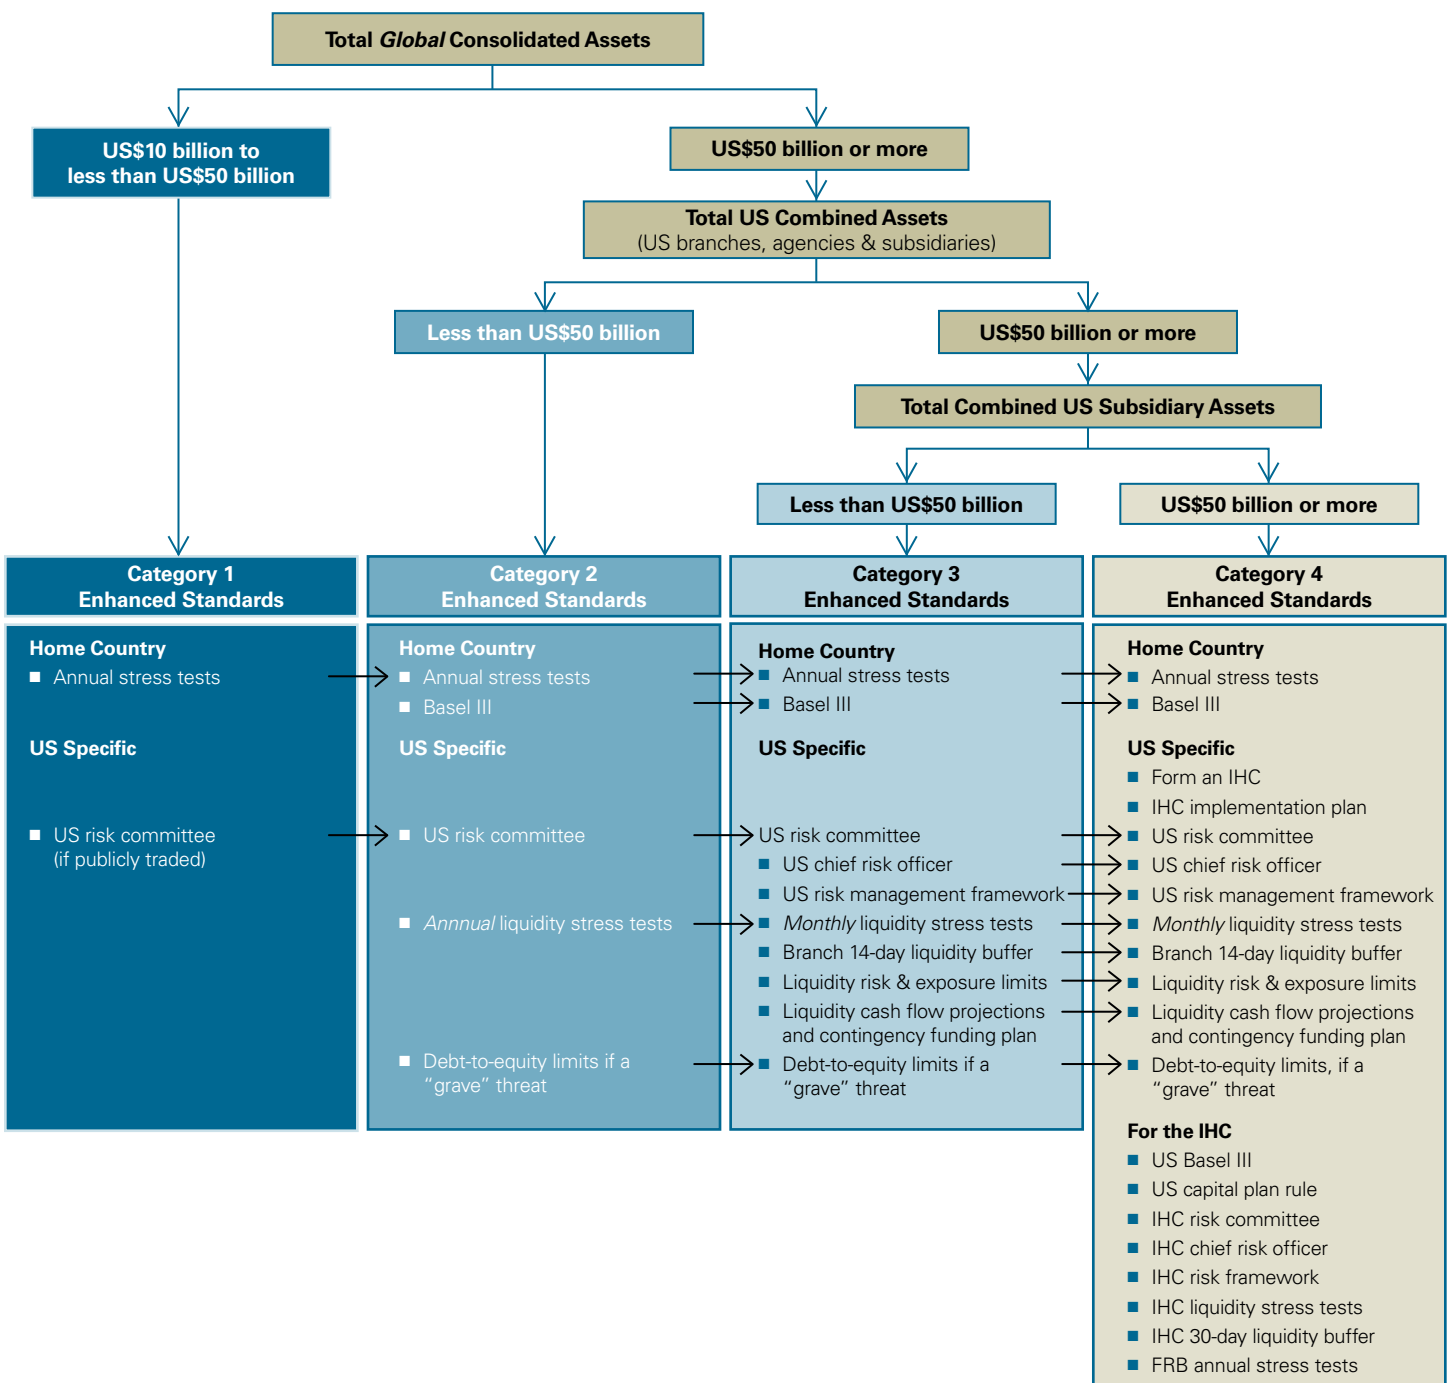 Total Global Consolidated Assets
US$10 billion to
less than US$50 billion
US$50 billion or more
Total US Combined Assets
(US branches, agencies & subsidiaries)
Less than US$50 billion
US$50 billion or more
Total Combined US Subsidiary Assets
Less than US$50 billion
US$50 billion or more
Category 1
Enhanced Standards
Home Country
Annual stress tests
US Specific
US risk committee
(if publicly traded)
Category 2
Enhanced Standards
Home Country
Annual stress tests
Basel III
US Specific
US risk committee
Annnual liquidity stress tests
Debt-to-equity limits if a
“grave” threat
Category 3
Enhanced Standards
Home Country
Annual stress tests
Basel III
US Specific
US risk committee
US chief risk officer
US risk management framework
Monthly liquidity stress tests
Branch 14-day liquidity buffer
Liquidity risk & exposure limits
Liquidity cash flow projections
and contingency funding plan
Debt-to-equity limits if a
“grave” threat
Category 4
Enhanced Standards
Home Country
Annual stress tests
Basel III
US Specific
Form an IHC
IHC implementation plan
US risk committee
US chief risk officer
US risk management framework
Monthly liquidity stress tests
Branch 14-day liquidity buffer
Liquidity risk & exposure limits
Liquidity cash flow projections
and contingency funding plan
Debt-to-equity limits, if a
“grave” threat
For the IHC
US Basel III
US capital plan rule
IHC risk committee
IHC chief risk officer
IHC risk framework
IHC liquidity stress tests
IHC 30-day liquidity buffer
FRB annual stress tests